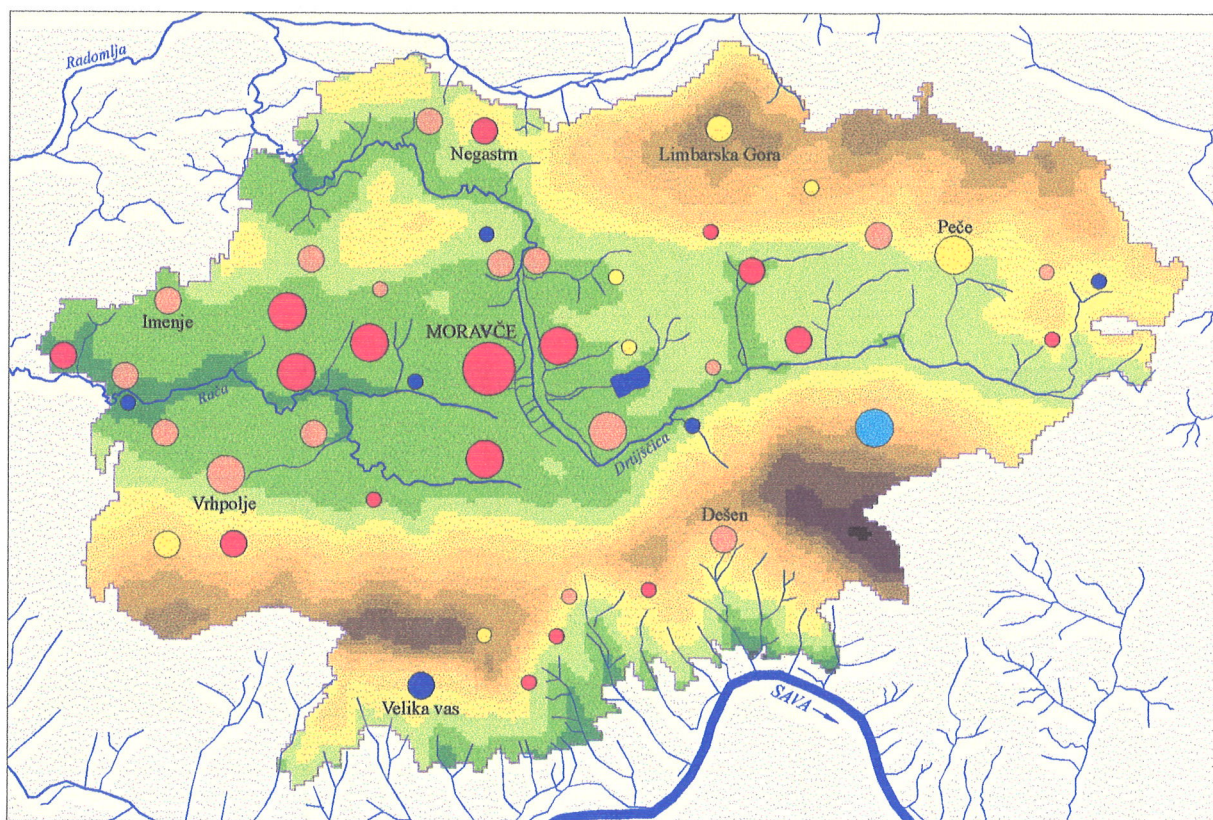 Radomlja
Negastrn
Limbarska Gora
Peče
Imenje
MORAVČE
Rača
Drtijščica
Vrhpolje
Dešen
Velika vas
SAVA